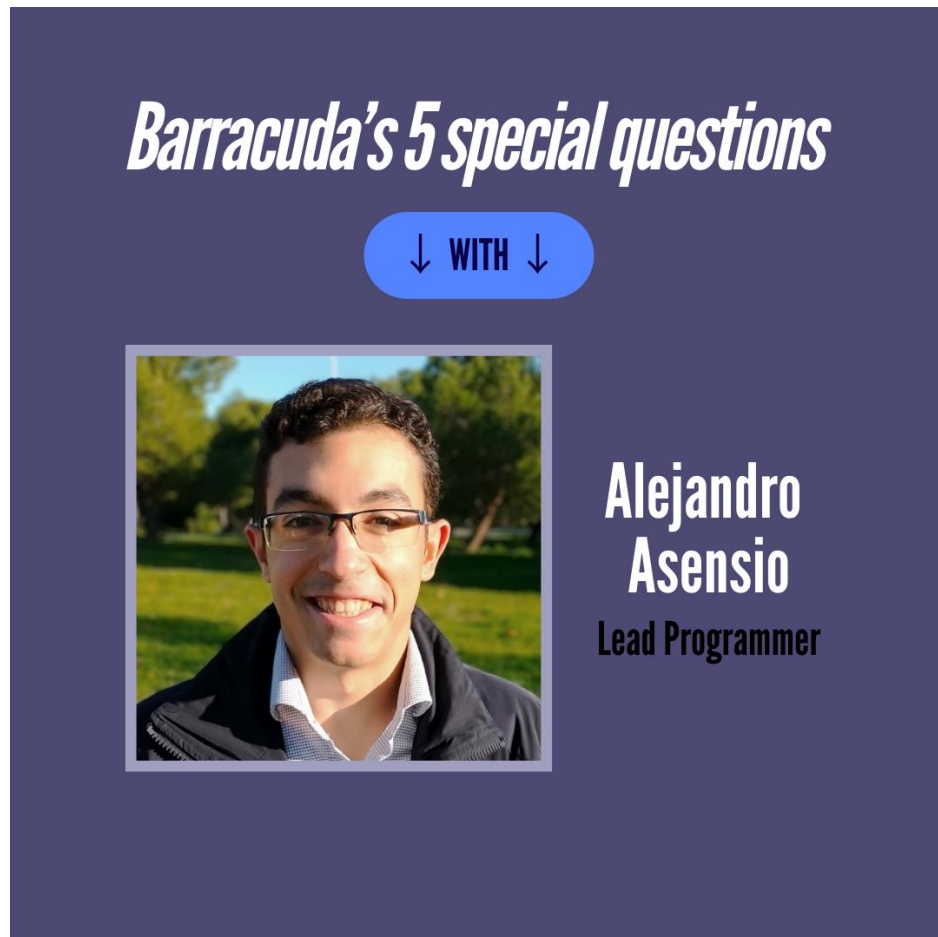 Barracuda’s 5 special questions
↓ WITH ↓
Alejandro
Asensio
Lead Programmer